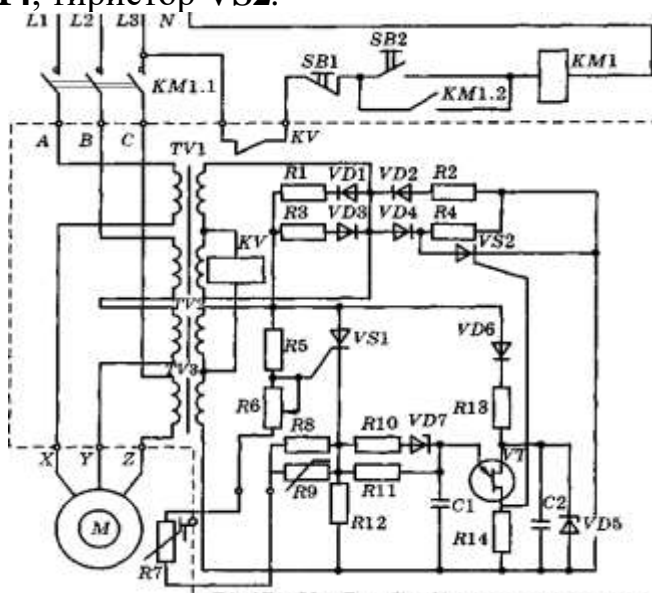 тиристор VS2.
L1 L2 L3 N
SB1 SB2 KM1
KM1.1 KM1.2
A B C KV
TV1
R1 VD1 VD2 R2
R3 VD3 VD4 R4
KV VS2
TV2
R5 VS1 VD6
TV3
R6 R8 R10 VD7 R13
X Y Z VT
R9 R11 C1 C2
M R12 VD5
R7 R14